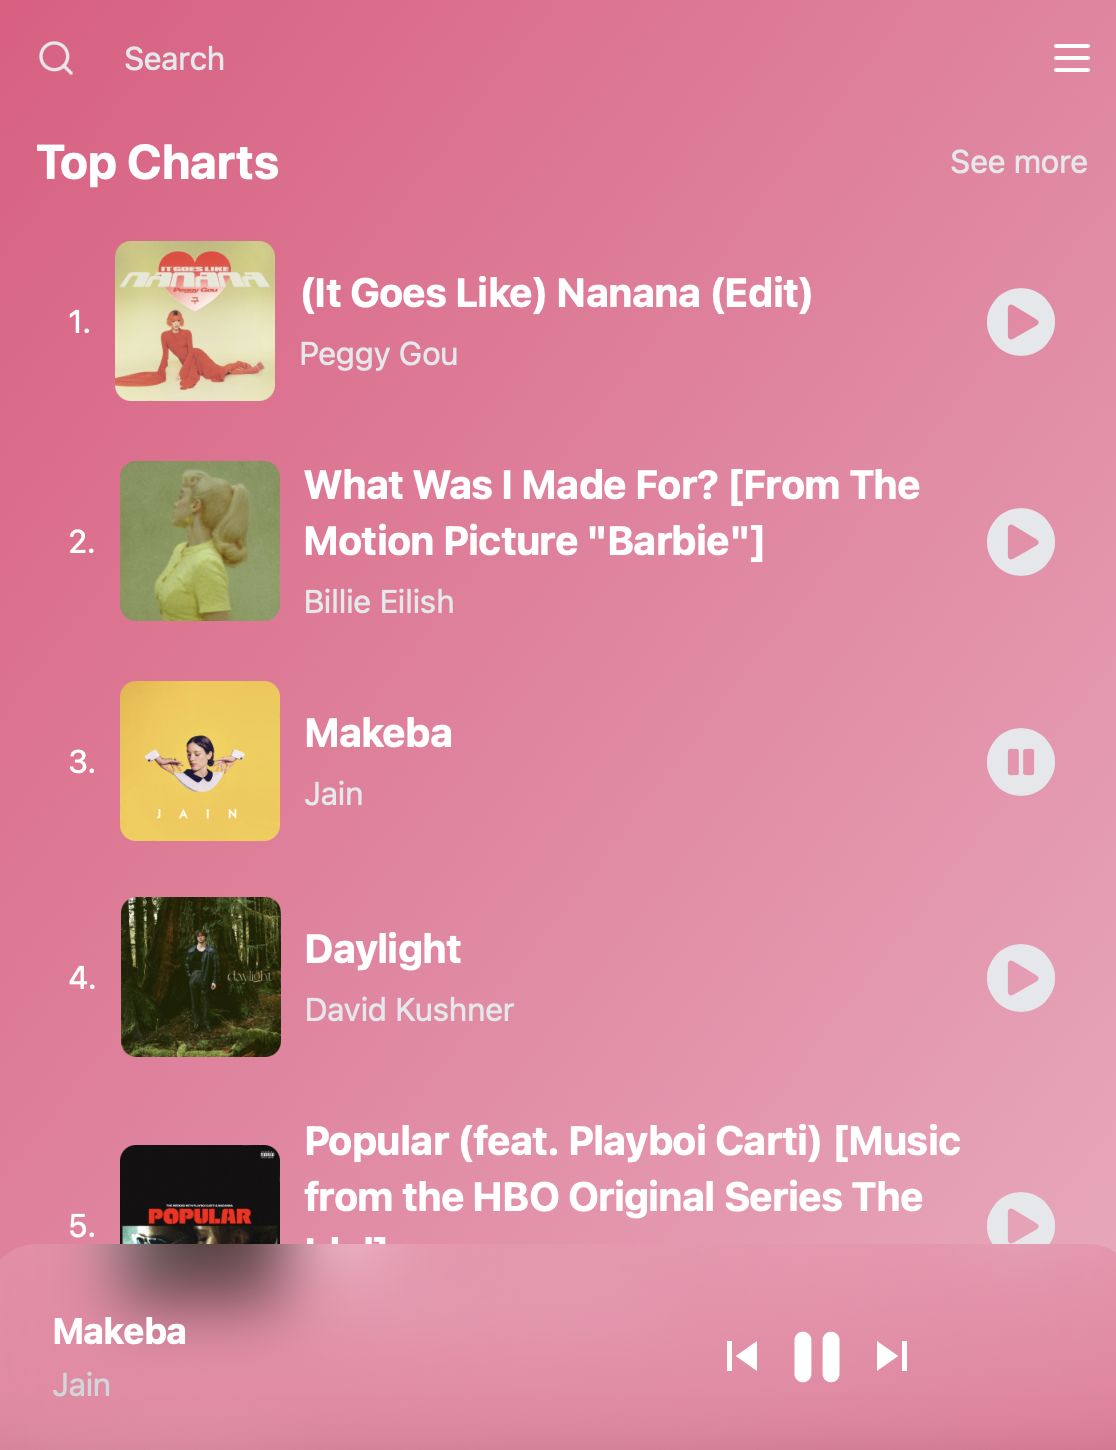 Search
Top Charts
See more
1.
IT GOES LIKE
NANANA
Peggy Gou
(It Goes Like) Nanana (Edit)
Peggy Gou
2.
What Was I Made For? [From The
Motion Picture "Barbie"]
Billie Eilish
3.
JAIN
Makeba
Jain
4.
daylight
Daylight
David Kushner
5.
POPULAR
Popular (feat. Playboi Carti) [Music
from the HBO Original Series The
Makeba
Jain